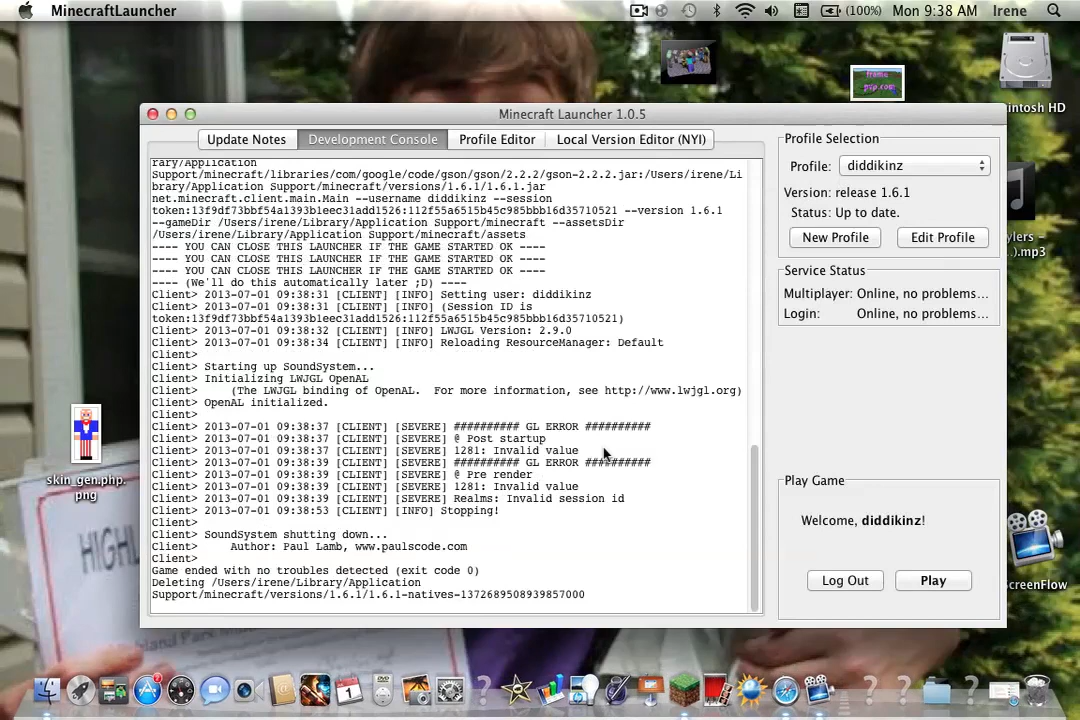 MinecraftLauncher
(100%) Mon 9:38 AM Irene
frame
pvp.com
intosh HD
Minecraft Launcher 1.0.5
Update Notes Development Console Profile Editor Local Version Editor (NYI)
rary/Application
Support/minecraft/libraries/com/google/code/gson/gson/2.2.2/gson-2.2.2.jar:/Users/irene/Li
brary/Application Support/minecraft/versions/1.6.1/1.6.1.jar
net.minecraft.client.main.Main --username diddikinz --session
token:13f9df73bbf54a1393b1eec31add1526:112f55a6515b45c985bbb16d35710521 --version 1.6.1
--gameDir /Users/irene/Library/Application Support/minecraft --assetsDir
/Users/irene/Library/Application Support/minecraft/assets
---- YOU CAN CLOSE THIS LAUNCHER IF THE GAME STARTED OK ----
---- YOU CAN CLOSE THIS LAUNCHER IF THE GAME STARTED OK ----
---- YOU CAN CLOSE THIS LAUNCHER IF THE GAME STARTED OK ----
---- (We'll do this automatically later ;D) ----
Client> 2013-07-01 09:38:31 [CLIENT] [INFO] Setting user: diddikinz
Client> 2013-07-01 09:38:31 [CLIENT] [INFO] (Session ID is
token:13f9df73bbf54a1393b1eec31add1526:112f55a6515b45c985bbb16d35710521)
Client> 2013-07-01 09:38:32 [CLIENT] [INFO] LWJGL Version: 2.9.0
Client> 2013-07-01 09:38:34 [CLIENT] [INFO] Reloading ResourceManager: Default
Client>
Client> Starting up SoundSystem...
Client> Initializing LWJGL OpenAL
Client> (The LWJGL binding of OpenAL. For more information, see http://www.lwjgl.org)
Client> OpenAL initialized.
Client>
Client> 2013-07-01 09:38:37 [CLIENT] [SEVERE] ########## GL ERROR ##########
Client> 2013-07-01 09:38:37 [CLIENT] [SEVERE] @ Post startup
Client> 2013-07-01 09:38:37 [CLIENT] [SEVERE] 1281: Invalid value
Client> 2013-07-01 09:38:39 [CLIENT] [SEVERE] ########## GL ERROR ##########
Client> 2013-07-01 09:38:39 [CLIENT] [SEVERE] @ Pre render
Client> 2013-07-01 09:38:39 [CLIENT] [SEVERE] 1281: Invalid value
Client> 2013-07-01 09:38:39 [CLIENT] [SEVERE] Realms: Invalid session id
Client> 2013-07-01 09:38:53 [CLIENT] [INFO] Stopping!
Client>
Client> SoundSystem shutting down...
Client> Author: Paul Lamb, www.paulscode.com
Client>
Game ended with no troubles detected (exit code 0)
Deleting /Users/irene/Library/Application
Support/minecraft/versions/1.6.1/1.6.1-natives-1372689508939857000
Profile Selection
Profile: diddikinz
Version: release 1.6.1
Status: Up to date.
New Profile Edit Profile
Service Status
Multiplayer: Online, no problems...
Login: Online, no problems...
Play Game
Welcome, diddikinz!
Log Out Play
ylers –
..).mp3
skin_gen.php.
png
ScreenFlow
HIGHL
land Park
1